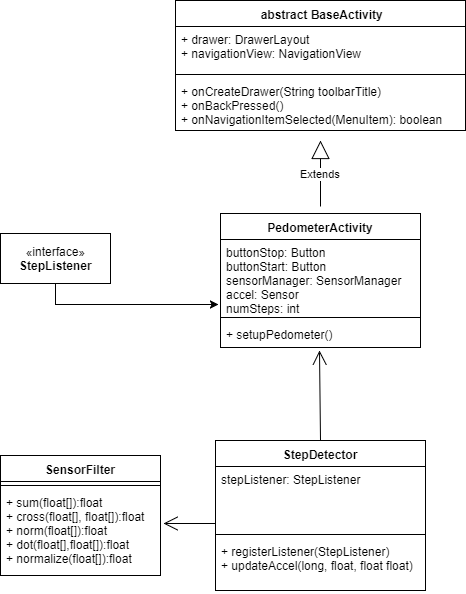 abstract BaseActivity
+ drawer: DrawerLayout
+ navigationView: NavigationView
+ onCreateDrawer(String toolbarTitle)
+ onBackPressed()
+ onNavigationItemSelected(MenuItem): boolean
Extends
PedometerActivity
buttonStop: Button
buttonStart: Button
sensorManager: SensorManager
accel: Sensor
numSteps: int
+ setupPedometer()
«interface»
StepListener
StepDetector
stepListener: StepListener
+ registerListener(StepListener)
+ updateAccel(long, float, float float)
SensorFilter
+ sum(float[]):float
+ cross(float[], float[]):float
+ norm(float[]):float
+ dot(float[],float[]):float
+ normalize(float[]):float